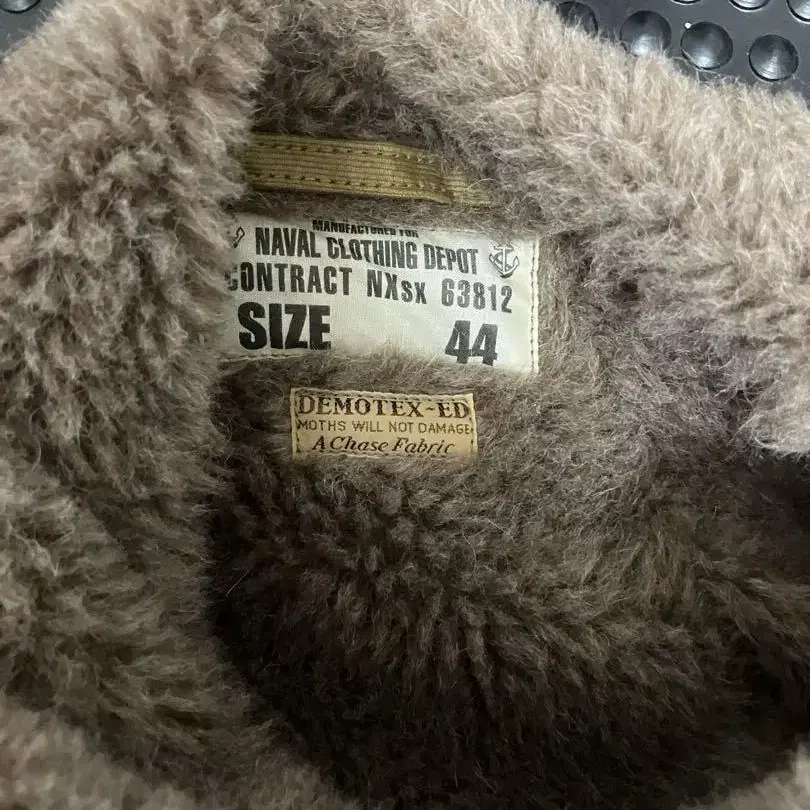 MANUFACTURED FOR
NAVAL CLOTHING DEPOT
CONTRACT NXsx 63812
SIZE 44
DEMOTEX-ED
MOTHS WILL NOT DAMAGE
A Chase Fabric